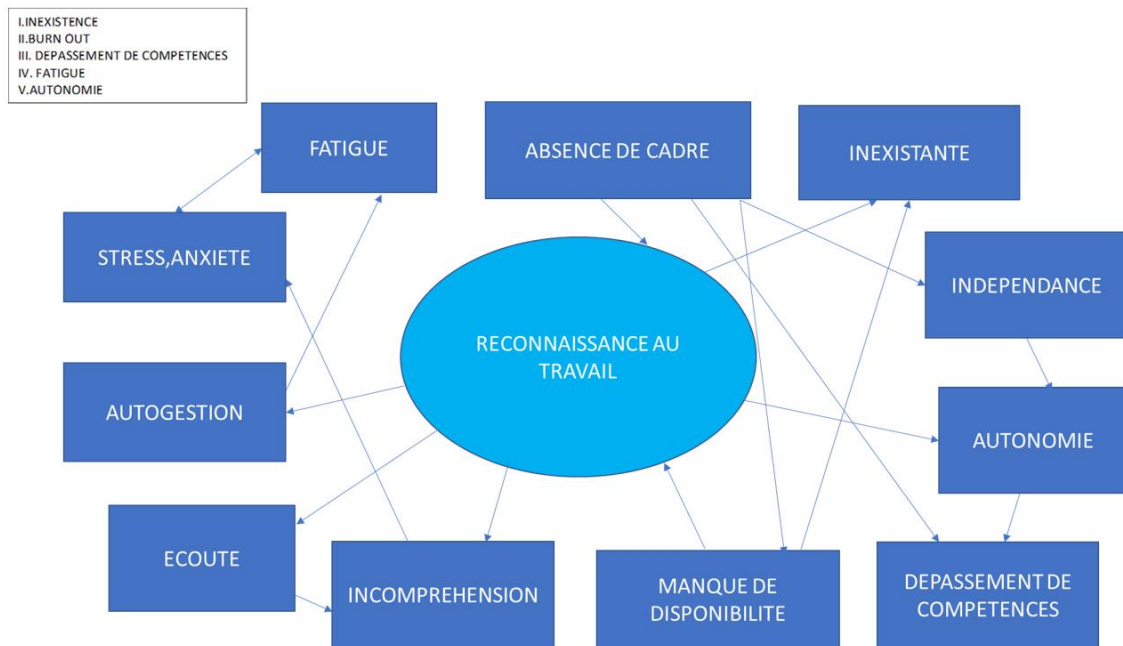 I.INEXISTENCE
II.BURN OUT
III. DEPASSEMENT DE COMPETENCES
IV. FATIGUE
V.AUTONOMIE
FATIGUE
ABSENCE DE CADRE
INEXISTANTE
STRESS,ANXIETE
INDEPENDANCE
RECONNAISSANCE AU
TRAVAIL
AUTOGESTION
AUTONOMIE
ECOUTE
INCOMPREHENSION
MANQUE DE
DISPONIBILITE
DEPASSEMENT DE
COMPETENCES